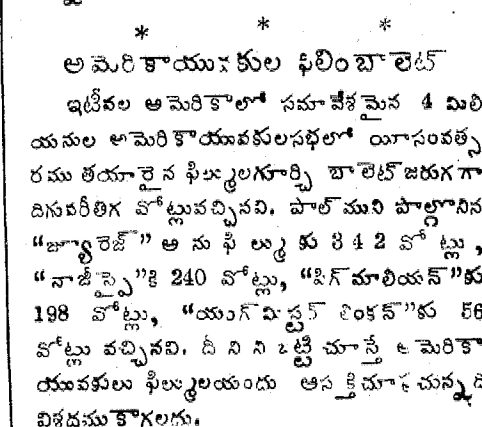 * * *
అమెరికాయువకుల ఫిలింబాలెట్
ఇటీవల అమెరికాలో సమావేశమైన 4 మిలి
యనుల అమెరికాయువకులసభలో యీసంవత్స
రము తయారైన ఫిల్ములగూర్చి బాలెట్ జరుగగా
దిగువరీతిగ వోట్లువచ్చినవి. పాల్ ముని పాల్గొనిన
“జ్యూరెజ్” అను ఫిల్ముకు 342 వోట్లు,
“నాజీస్పై”కి 240 వోట్లు, “పిగ్ మాలియన్”కు
198 వోట్లు, “యంగ్ మిస్టర్ లింకన్”కు 56
వోట్లు వచ్చినవి. దీనినిబట్టి చూస్తే అమెరికా
యువకులు ఫిల్ములయందు ఆసక్తిచూపుచున్నది
విశదము కాగలదు.